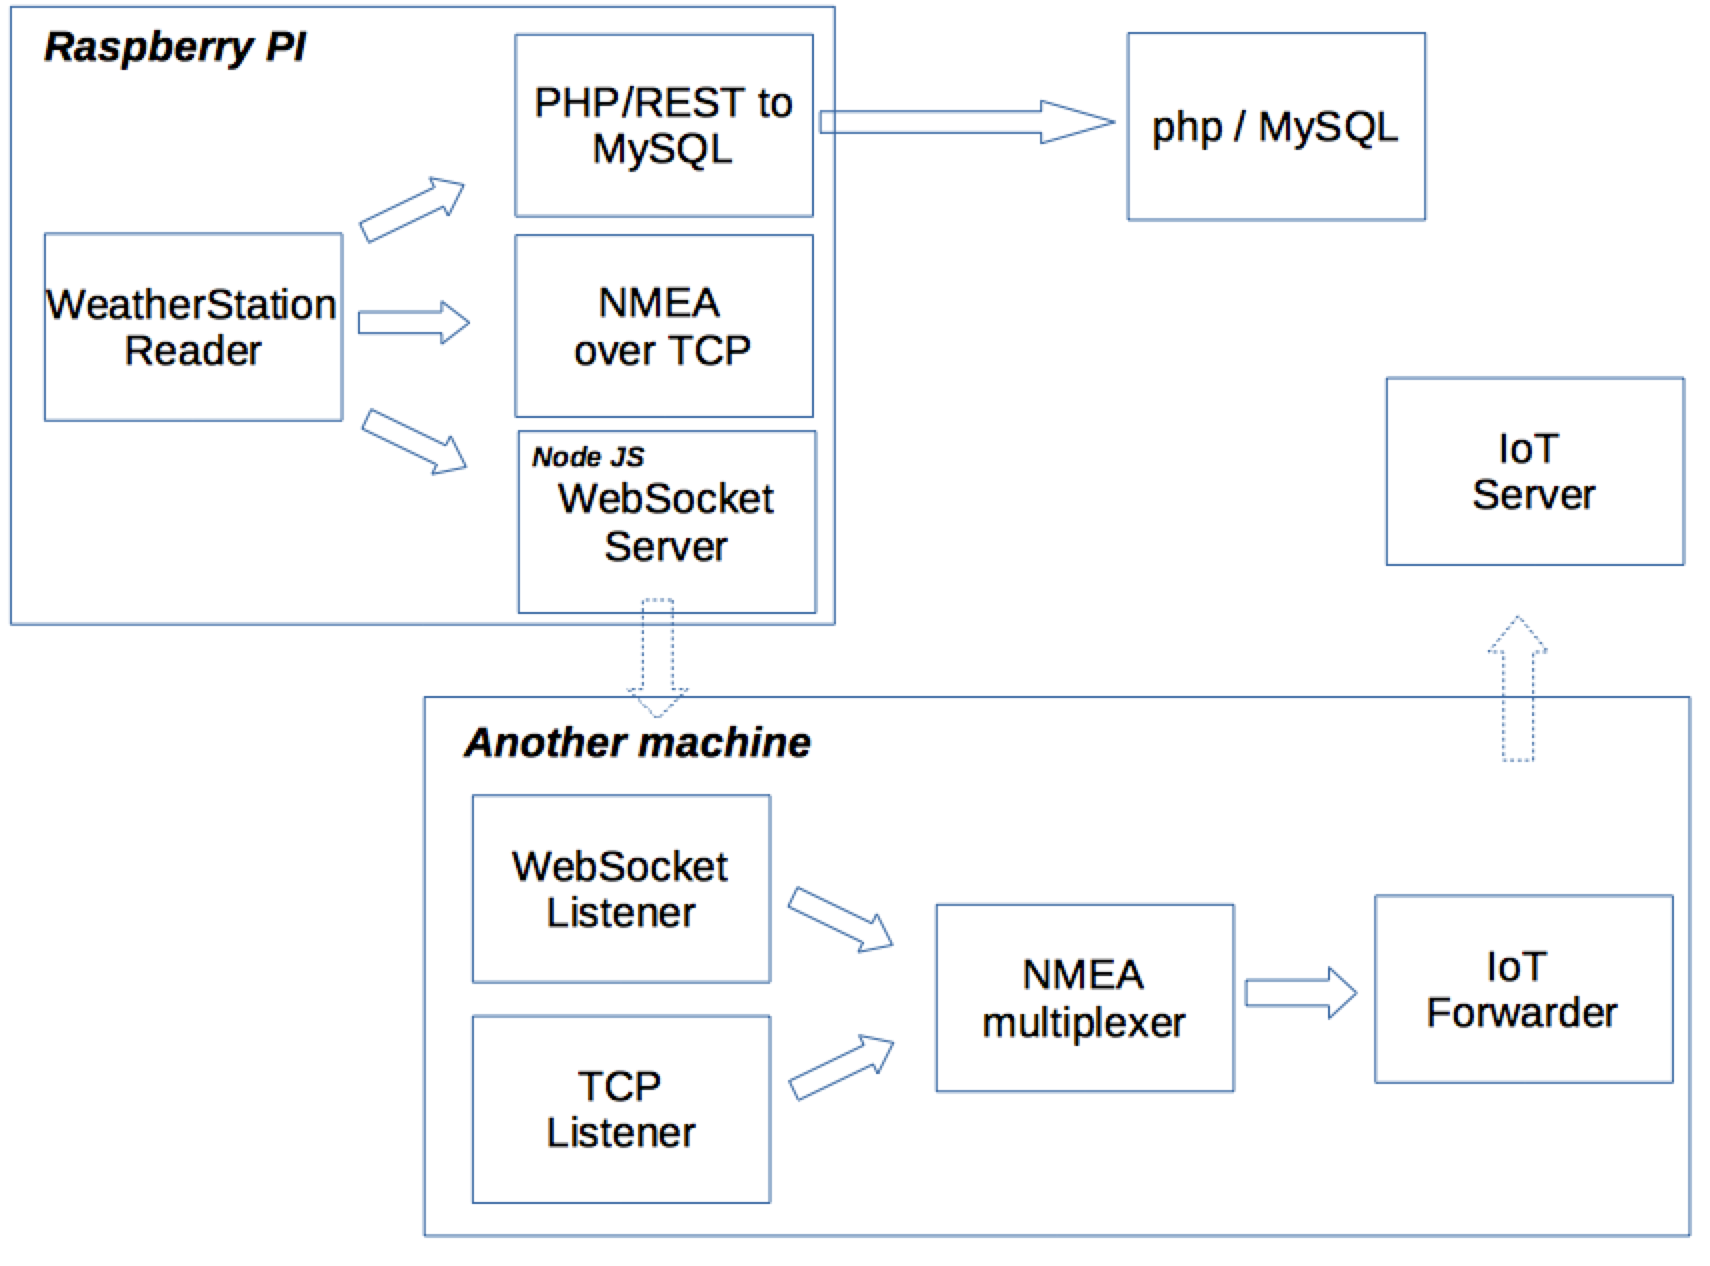 Raspberry PI
PHP/REST to
MySQL
php / MySQL
WeatherStation
Reader
NMEA
over TCP
Node JS
WebSocket
Server
IoT
Server
Another machine
WebSocket
Listener
NMEA
multiplexer
IoT
Forwarder
TCP
Listener